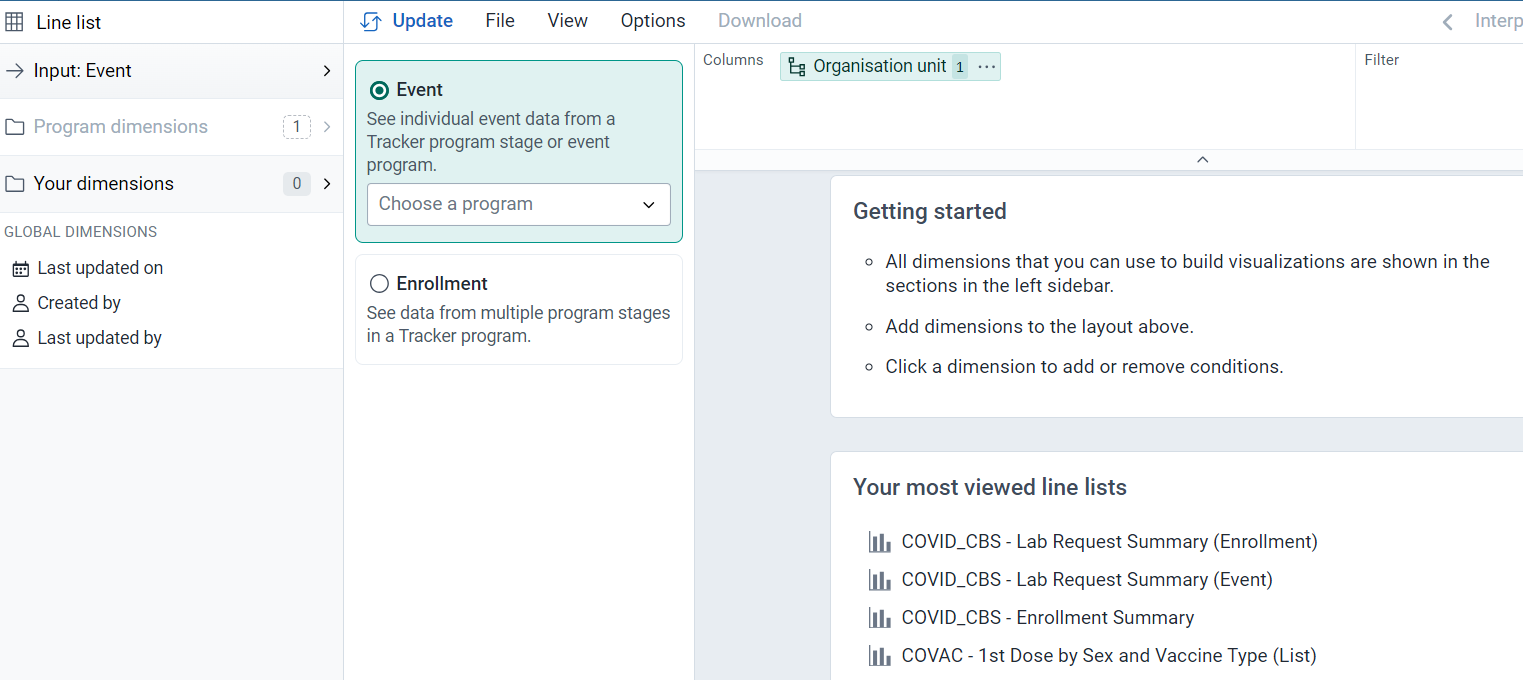 Line list
Update File View Options Download
Input: Event
Program dimensions 1
Your dimensions 0
GLOBAL DIMENSIONS
Last updated on
Created by
Last updated by
Event
See individual event data from a
Tracker program stage or event
program.
Choose a program
Enrollment
See data from multiple program stages
in a Tracker program.
Columns
Organisation unit 1
Filter
Getting started
All dimensions that you can use to build visualizations are shown in the
sections in the left sidebar.
Add dimensions to the layout above.
Click a dimension to add or remove conditions.
Your most viewed line lists
COVID_CBS - Lab Request Summary (Enrollment)
COVID_CBS - Lab Request Summary (Event)
COVID_CBS - Enrollment Summary
COVAC - 1st Dose by Sex and Vaccine Type (List)